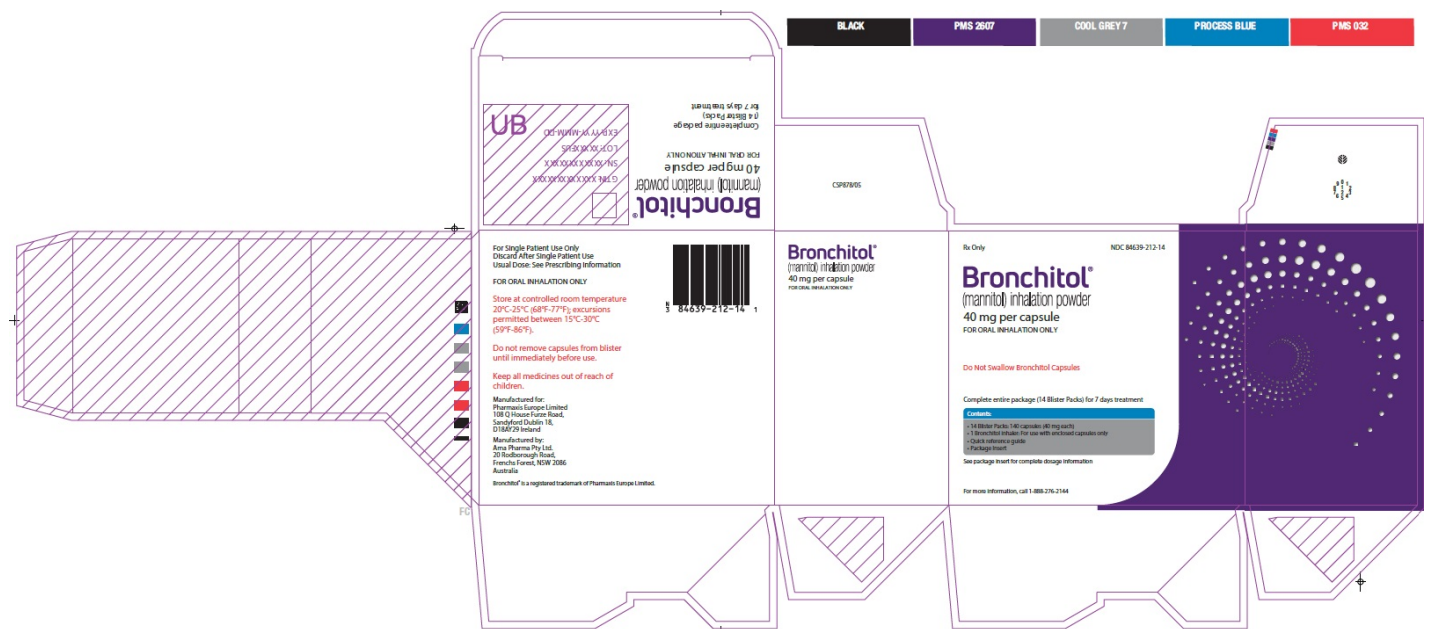 BLACK
PMS 2607
COOL GREY 7
PROCESS BLUE
PMS 032
Bronchitol®
(mannitol) inhalation powder
40 mg per capsule
FOR ORAL INHALATION ONLY
Complete entire package
(14 Blister Packs)
for 7 days treatment
GTIN: XXXXXXXXXXXXXX
SN: XXXXXXXXXXXX
EXP. YY YY-MMM-DD
UB
CSP878/05
For Single Patient Use Only
Discard After Single Patient Use
Usual Dose: See Prescribing Information
FOR ORAL INHALATION ONLY
Store at controlled room temperature
20°C-25°C (68°F-77°F); excursions
permitted between 15°C-30°C
(59°F-86°F).
Do not remove capsules from blister
until immediately before use.
Keep all medicines out of reach of
children.
Manufactured for:
Pharmaxis Europe Limited
108 Q House Furze Road,
Sandyford Dublin 18,
D18AY29 Ireland
Manufactured by:
Arna Pharma Pty Ltd.
20 Rodborough Road,
Frenchs Forest, NSW 2086
Australia
Bronchitol® is a registered trademark of Pharmaxis Europe Limited.
N
3 84639-212-14 1
Bronchitol®
(mannitol) inhalation powder
40 mg per capsule
FOR ORAL INHALATION ONLY
Rx Only
NDC 84639-212-14
Bronchitol®
(mannitol) inhalation powder
40 mg per capsule
FOR ORAL INHALATION ONLY
Do Not Swallow Bronchitol Capsules
Complete entire package (14 Blister Packs) for 7 days treatment
Contents:
• 14 Blister Packs: 140 capsules (40 mg each)
• 1 Bronchitol inhaler: For use with enclosed capsules only
• Quick reference guide
• Package insert
See package insert for complete dosage information
For more information, call 1-888-276-2144
FC